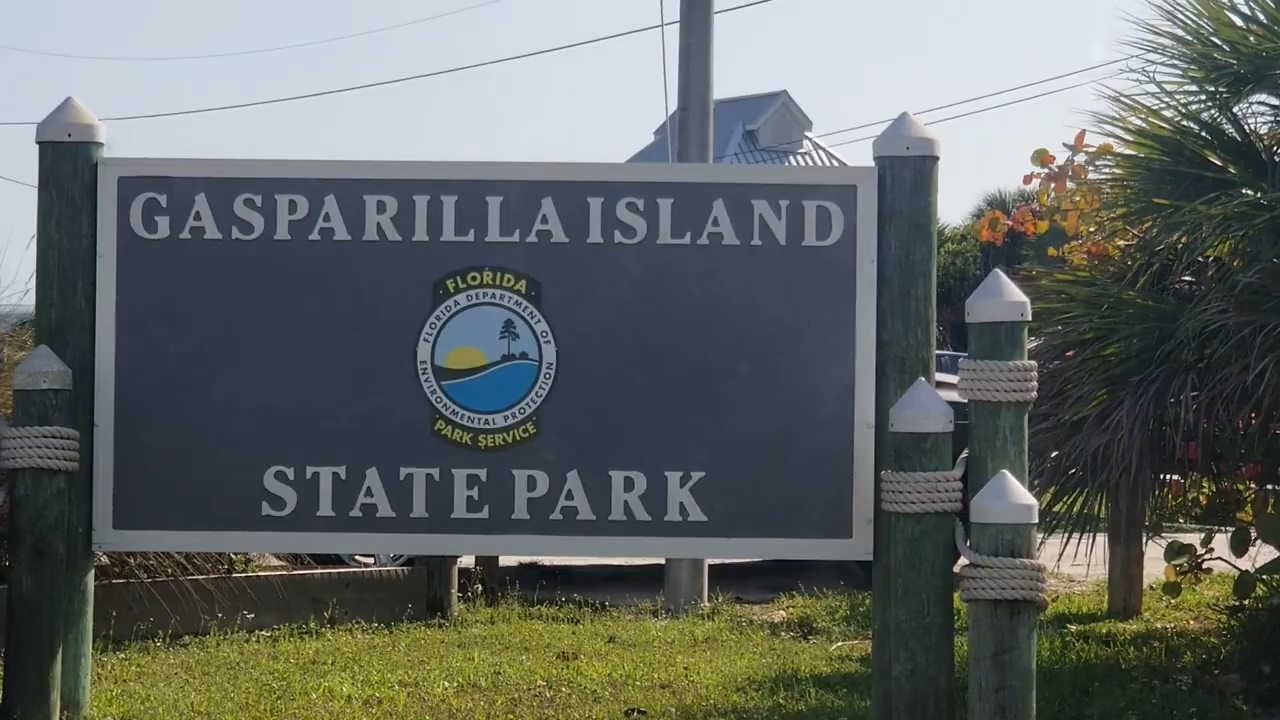 GASPARILLA ISLAND
FLORIDA
FLORIDA DEPARTMENT OF
ENVIRONMENTAL PROTECTION
PARK SERVICE
STATE PARK